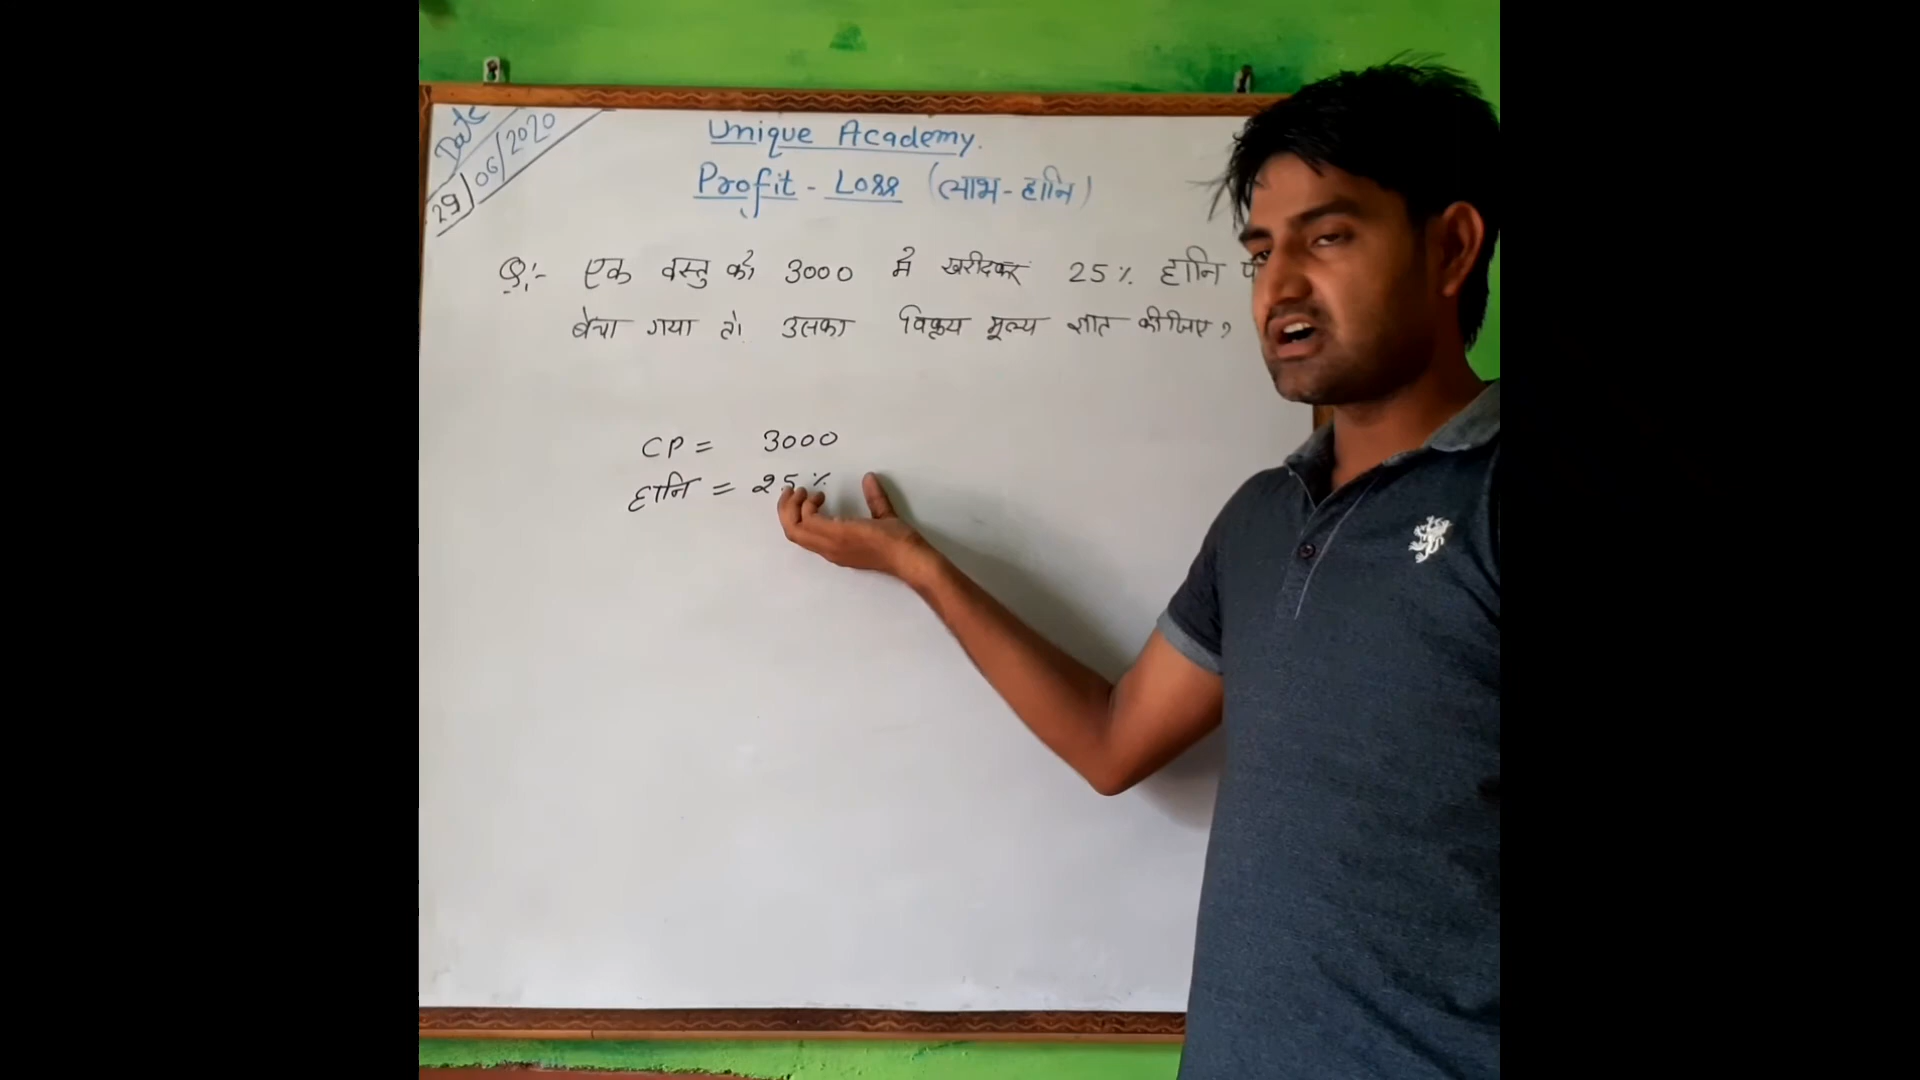 Date
29/06/2020
Unique Academy.
Profit - Loss (लाभ - हानि)
Q:- एक वस्तु को 3000 में खरीदकर 25% हानि
बेचा गया तो उसका विक्रय मूल्य ज्ञात कीजिए?
CP = 3000
हानि = 25%